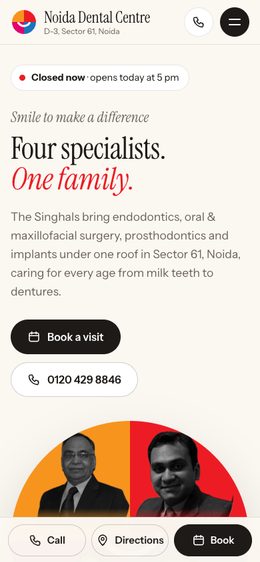 Noida Dental Centre
D-3, Sector 61, Noida
Closed now · opens today at 5 pm
Smile to make a difference
Four specialists.
One family.
The Singhals bring endodontics, oral &
maxillofacial surgery, prosthodontics and
implants under one roof in Sector 61, Noida,
caring for every age from milk teeth to
dentures.
Book a visit
0120 429 8846
Call
Directions
Book